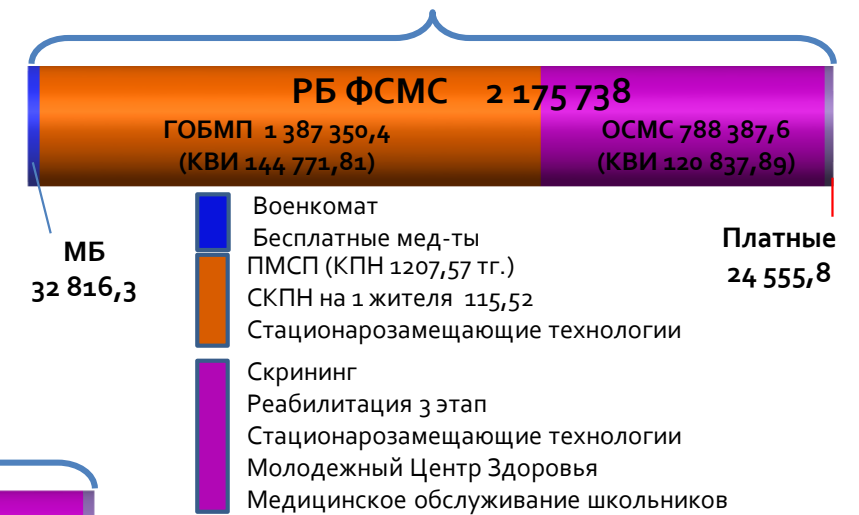 РБ ФСМС 2 175 738
ГОБМП 1 387 350,4
(КВИ 144 771,81)
ОСМС 788 387,6
(КВИ 120 837,89)
МБ
32 816,3
Платные
24 555,8
Военкомат
Бесплатные мед-ты
ПМСП (КПН 1207,57 тг.)
СКПН на 1 жителя 115,52
Стационарозамещающие технологии
Скрининг
Реабилитация 3 этап
Стационарозамещающие технологии
Молодежный Центр Здоровья
Медицинское обслуживание школьников